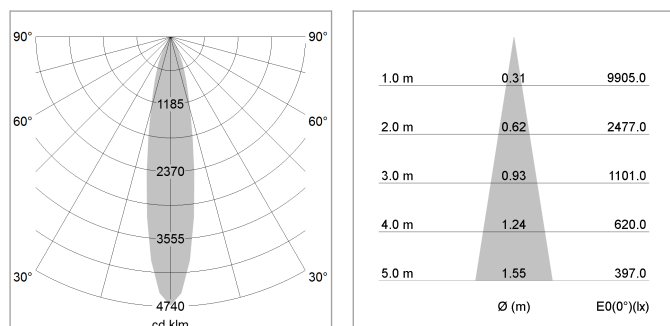 90° 90°
1185
60° 60°
2370
3555
30° 30°
4740
cd klm
1.0 m 0.31 9905.0
2.0 m 0.62 2477.0
3.0 m 0.93 1101.0
4.0 m 1.24 620.0
5.0 m 1.55 397.0
Ø (m) E0(0°)(lx)